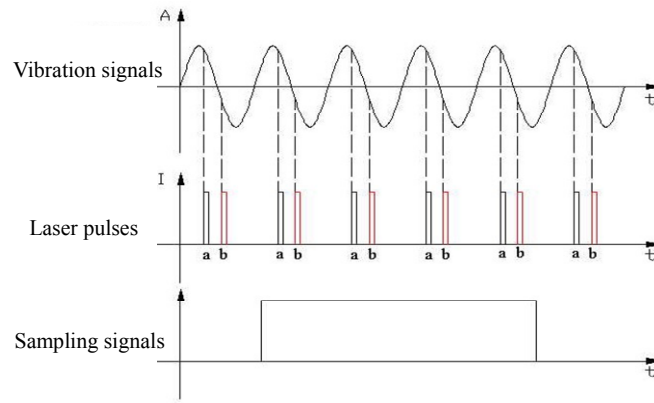 A
Vibration signals
t
I
Laser pulses
a b a b a b a b a b a b
t
Sampling signals
t